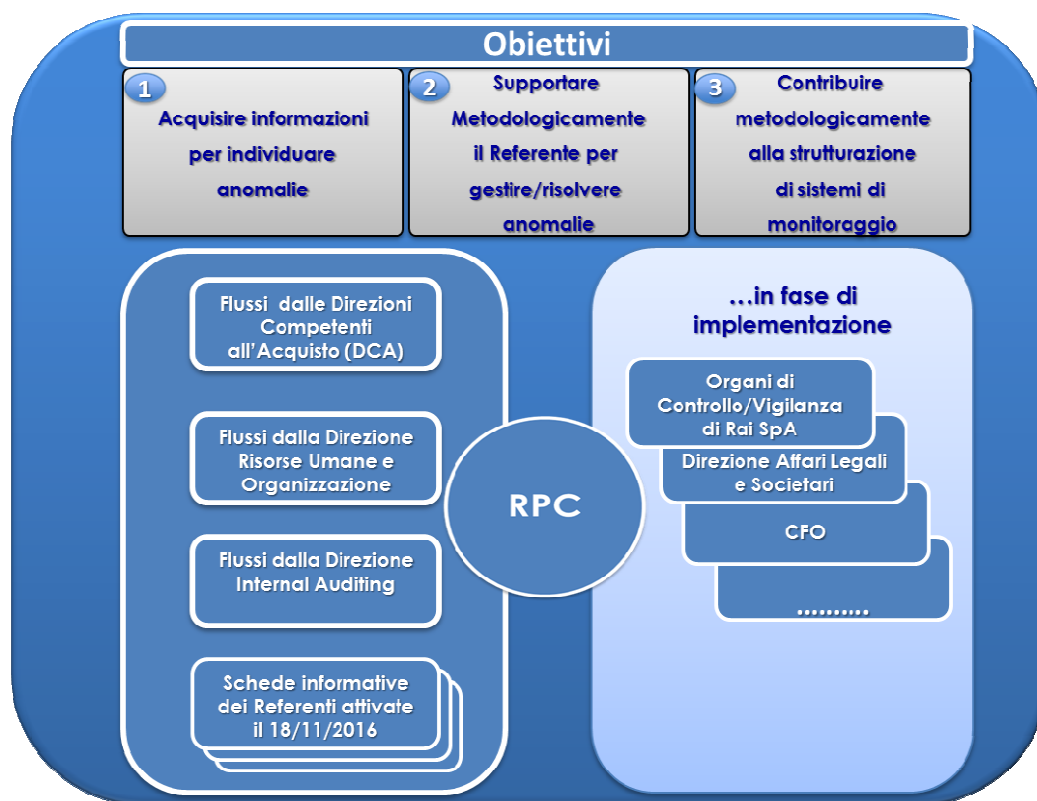 Obiettivi
1
Acquisire informazioni
per individuare
anomalie
2
Supportare
Metodologicamente
il Referente per
gestire/risolvere
anomalie
3
Contribuire
metodologicamente
alla strutturazione
di sistemi di
monitoraggio
Flussi dalle Direzioni
Competenti
all'Acquisto (DCA)
Flussi dalla Direzione
Risorse Umane e
Organizzazione
Flussi dalla Direzione
Internal Auditing
Schede informative
dei Referenti attivate
il 18/11/2016
RPC
...in fase di
implementazione
Organi di
Controllo/Vigilanza
di Rai SpA
Direzione Affari Legali
e Societari
CFO
..........